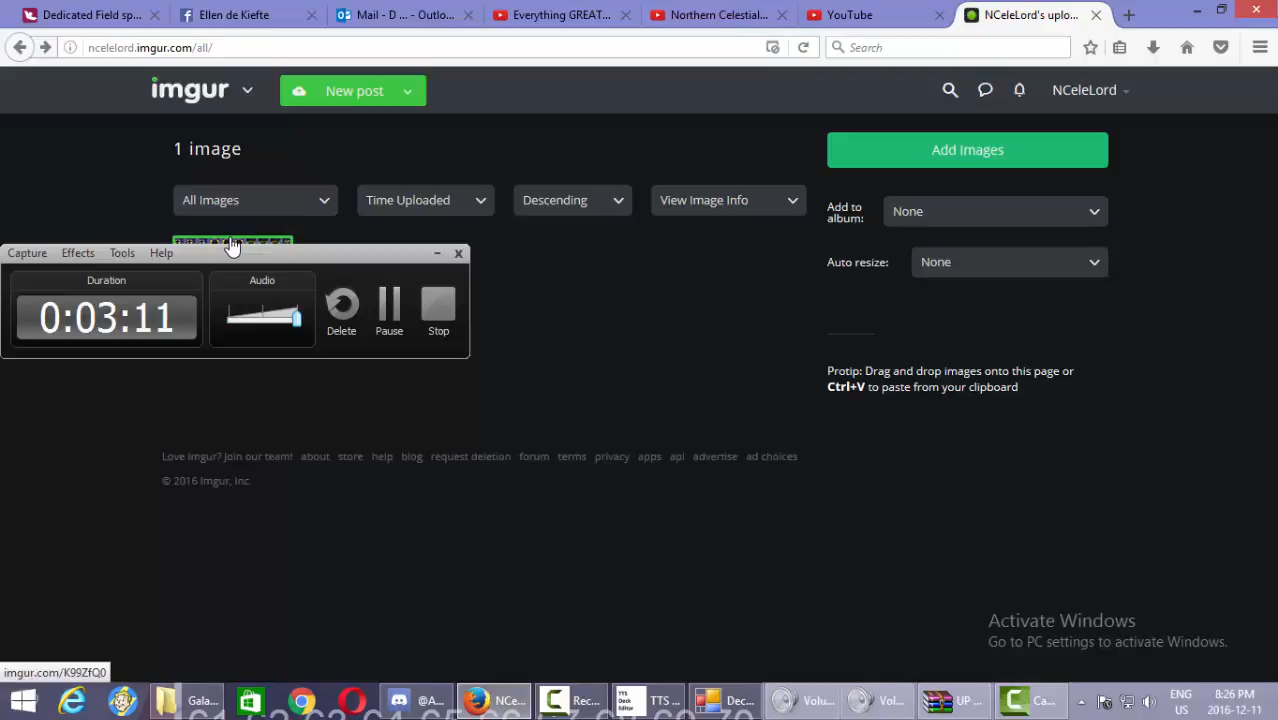 Dedicated Field sp...
Ellen de Kiefte
Mail - D ... - Outlo...
Everything GREAT...
Northern Celestial...
YouTube
NCeleLord's uplo...
ncelelord.imgur.com/all/
Search
imgur
New post
NCeleLord
1 image
Add Images
All Images
Time Uploaded
Descending
View Image Info
Add to album:
None
Auto resize:
None
Capture Effects Tools Help
Duration
Audio
0:03:11
Delete
Pause
Stop
Protip: Drag and drop images onto this page or
Ctrl+V to paste from your clipboard
Love Imgur? Join our team! about store help blog request deletion forum terms privacy apps api advertise ad choices
© 2016 Imgur, Inc.
Activate Windows
Go to PC settings to activate Windows.
imgur.com/K99ZfQ0
Gala...
@A...
NCe...
Rec...
TTS Deck Editor
TTS ...
Dec...
Volu...
Vol...
UP ...
Ca...
ENG
US
8:26 PM
2016-12-11